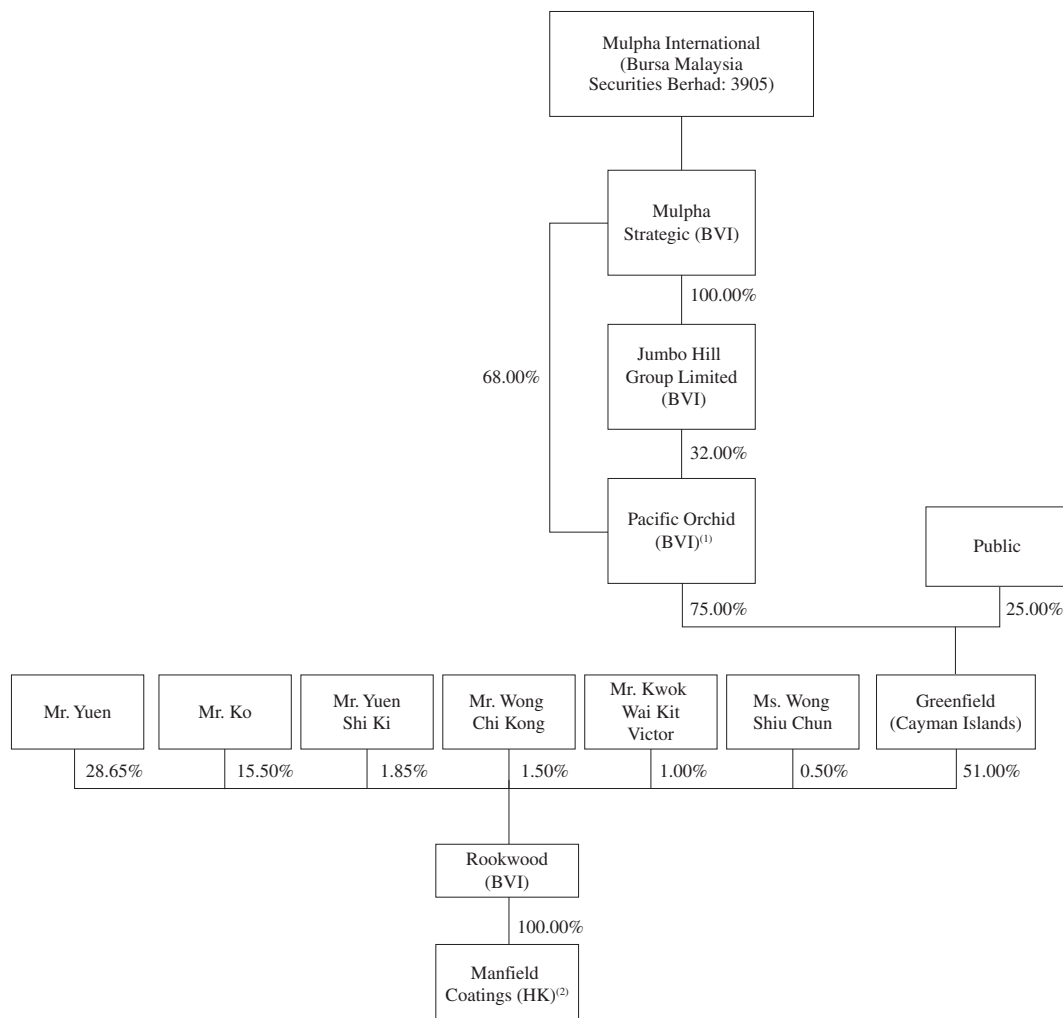 Mulpha International
(Bursa Malaysia
Securities Berhad: 3905)
Mulpha
Strategic (BVI)
100.00%
Jumbo Hill
Group Limited
(BVI)
68.00%
32.00%
Pacific Orchid
(BVI)(1)
Public
75.00%
25.00%
Mr. Yuen
Mr. Ko
Mr. Yuen
Shi Ki
Mr. Wong
Chi Kong
Mr. Kwok
Wai Kit
Victor
Ms. Wong
Shiu Chun
Greenfield
(Cayman Islands)
28.65%
15.50%
1.85%
1.50%
1.00%
0.50%
51.00%
Rookwood
(BVI)
100.00%
Manfield
Coatings (HK)(2)